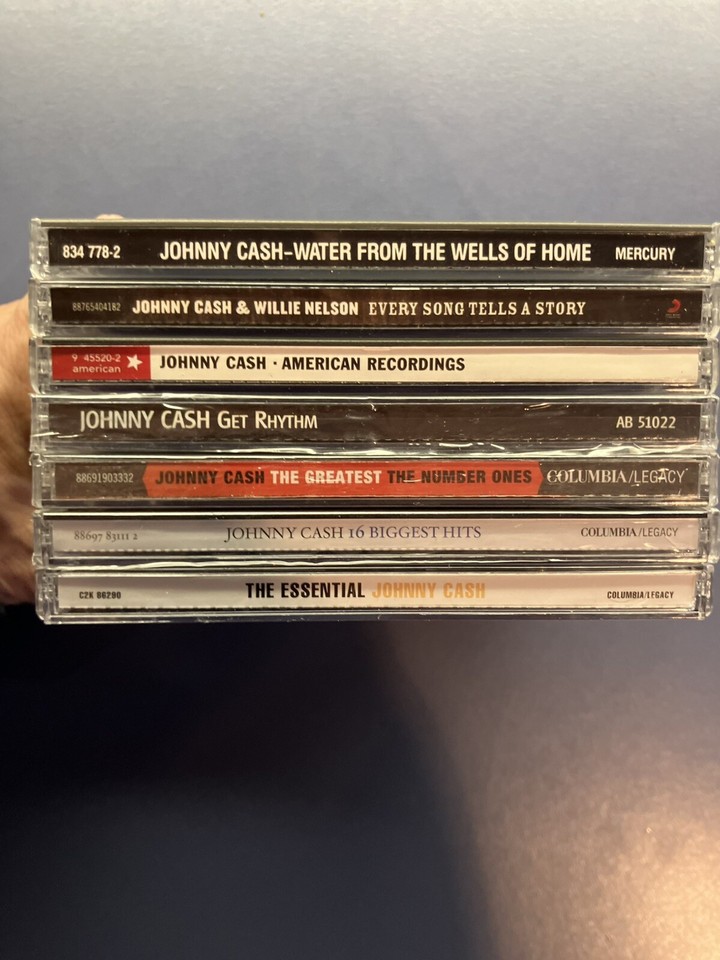 834 778-2 JOHNNY CASH-WATER FROM THE WELLS OF HOME MERCURY
88765404182 JOHNNY CASH & WILLIE NELSON EVERY SONG TELLS A STORY
9 45520-2 american JOHNNY CASH · AMERICAN RECORDINGS
JOHNNY CASH GET RHYTHM AB 51022
88691903332 JOHNNY CASH THE GREATEST THE NUMBER ONES COLUMBIA/LEGACY
88697 83111 2 JOHNNY CASH 16 BIGGEST HITS COLUMBIA/LEGACY
C2K 86290 THE ESSENTIAL JOHNNY CASH COLUMBIA/LEGACY